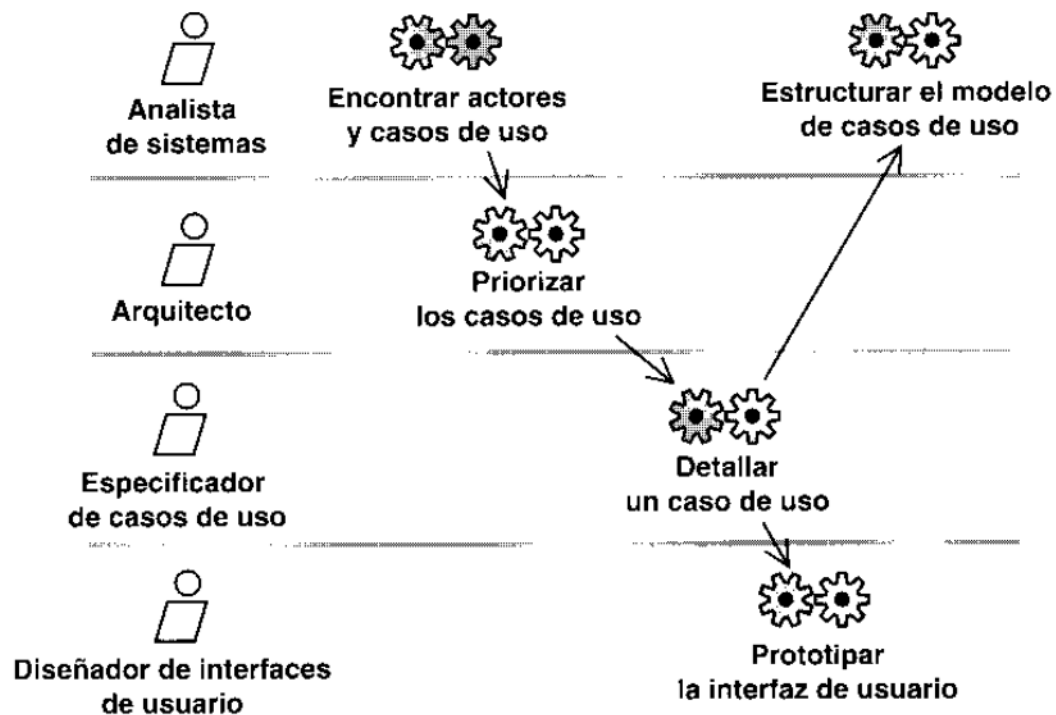 Analista
de sistemas
Encontrar actores
y casos de uso
Estructurar el modelo
de casos de uso
Arquitecto
Priorizar
los casos de uso
Especificador
de casos de uso
Detallar
un caso de uso
Diseñador de interfaces
de usuario
Prototipar
la interfaz de usuario